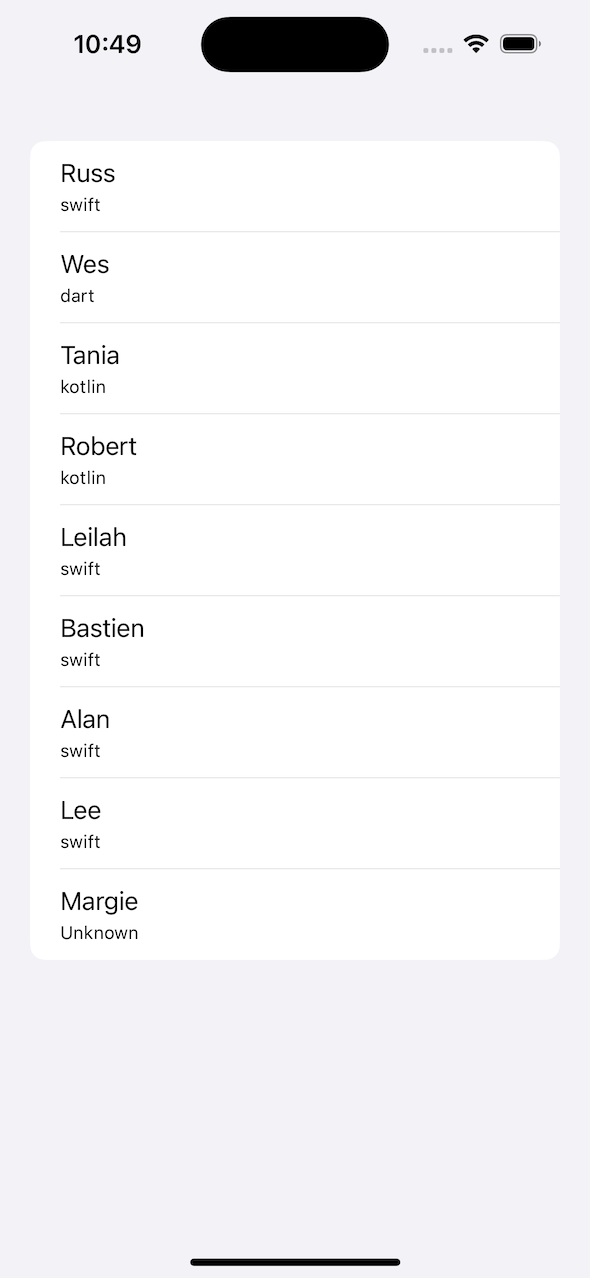 10:49
Russ
swift
Wes
dart
Tania
kotlin
Robert
kotlin
Leilah
swift
Bastien
swift
Alan
swift
Lee
swift
Margie
Unknown